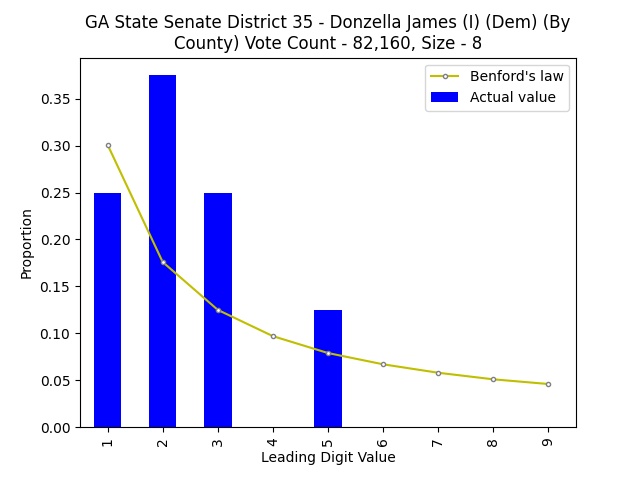 GA State Senate District 35 - Donzella James (I) (Dem) (By
County) Vote Count - 82,160, Size - 8
Benford's law
Actual value
0.35
0.30
0.25
0.20
0.15
0.10
0.05
0.00
Proportion
1
2
3
4
5
6
7
8
9
Leading Digit Value